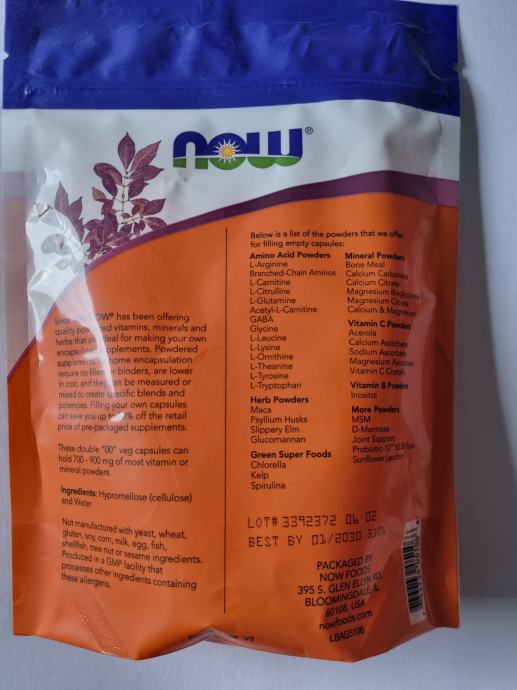 NOW®
Since NOW® has been offering
quality powdered vitamins, minerals and
herbs that are ideal for making your own
encapsulated supplements. Powdered
supplements home encapsulation
require no fillers or binders, are lower
in cost, and they can be measured or
mixed to create specific blends and
potencies. Filling your own capsules
can save you up to % off the retail
price of pre-packaged supplements.
These double "00" veg capsules can
hold 700 - 900 mg of most vitamin or
mineral powders.
Ingredients: Hypromellose (cellulose)
and Water.
Not manufactured with yeast, wheat,
gluten, soy, corn, milk, egg, fish,
shellfish, tree nut or sesame ingredients.
Produced in a GMP facility that
processes other ingredients containing
these allergens.
Below is a list of the powders that we offer
for filling empty capsules:
Amino Acid Powders
L-Arginine
Branched-Chain Aminos
L-Carnitine
L-Citrulline
L-Glutamine
Acetyl-L-Carnitine
GABA
Glycine
L-Leucine
L-Lysine
L-Ornithine
L-Theanine
L-Tyrosine
L-Tryptophan
Herb Powders
Maca
Psyllium Husks
Slippery Elm
Glucomannan
Green Super Foods
Chlorella
Kelp
Spirulina
Mineral Powders
Bone Meal
Calcium Carbonate
Calcium Citrate
Magnesium Bisglycinate
Magnesium Citrate
Calcium & Magnesium
Vitamin C Powders
Acerola
Calcium Ascorbate
Sodium Ascorbate
Magnesium Ascorbate
Vitamin C Crystals
Vitamin B Powders
Inositol
More Powders
MSM
D-Mannose
Joint Support
Probiotic-10™ 50 Billion
Sunflower Lecithin
LOT# 3392372 06:02
BEST BY 01/2030
PACKAGED BY
NOW FOODS
395 S. GLEN ELLYN RD.
BLOOMINGDALE, IL
60108, USA
nowfoods.com
LBAG5106
V3